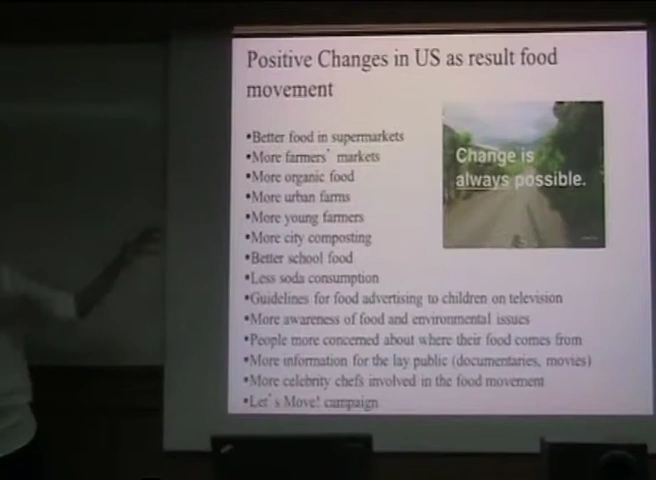 Positive Changes in US as result food
movement
•Better food in supermarkets
•More farmers' markets
•More organic food
•More urban farms
•More young farmers
•More city composting
•Better school food
•Less soda consumption
•Guidelines for food advertising to children on television
•More awareness of food and environmental issues
•People more concerned about where their food comes from
•More information for the lay public (documentaries, movies)
•More celebrity chefs involved in the food movement
•Let's Move! campaign
Change is
always possible.